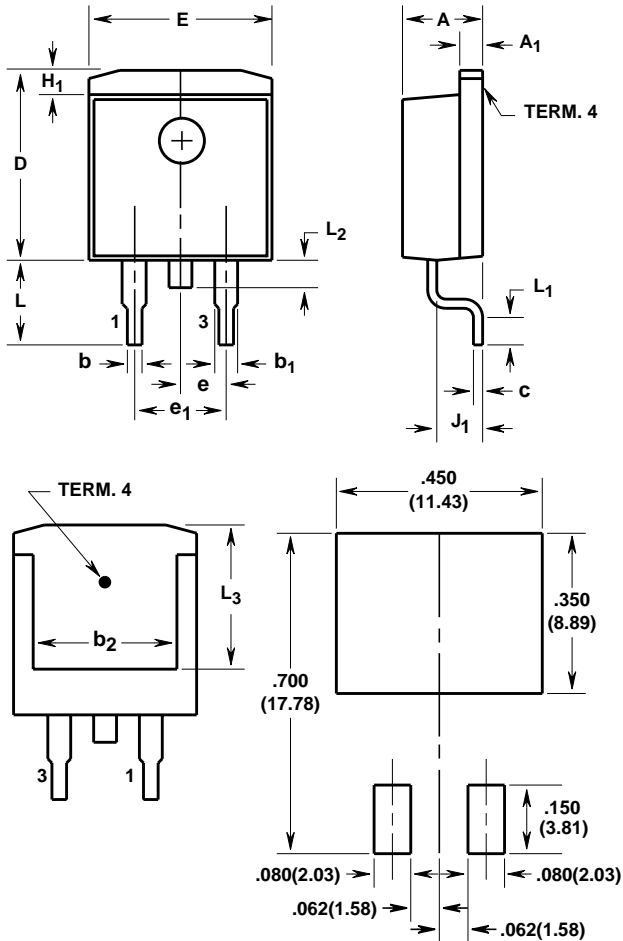 E
A
A1
H1
TERM. 4
D
L2
L
L1
1
3
b
b1
e
c
e1
J1
TERM. 4
.450
(11.43)
L3
b2
.350
(8.89)
.700
(17.78)
3
1
.150
(3.81)
.080(2.03)
.080(2.03)
.062(1.58)
.062(1.58)